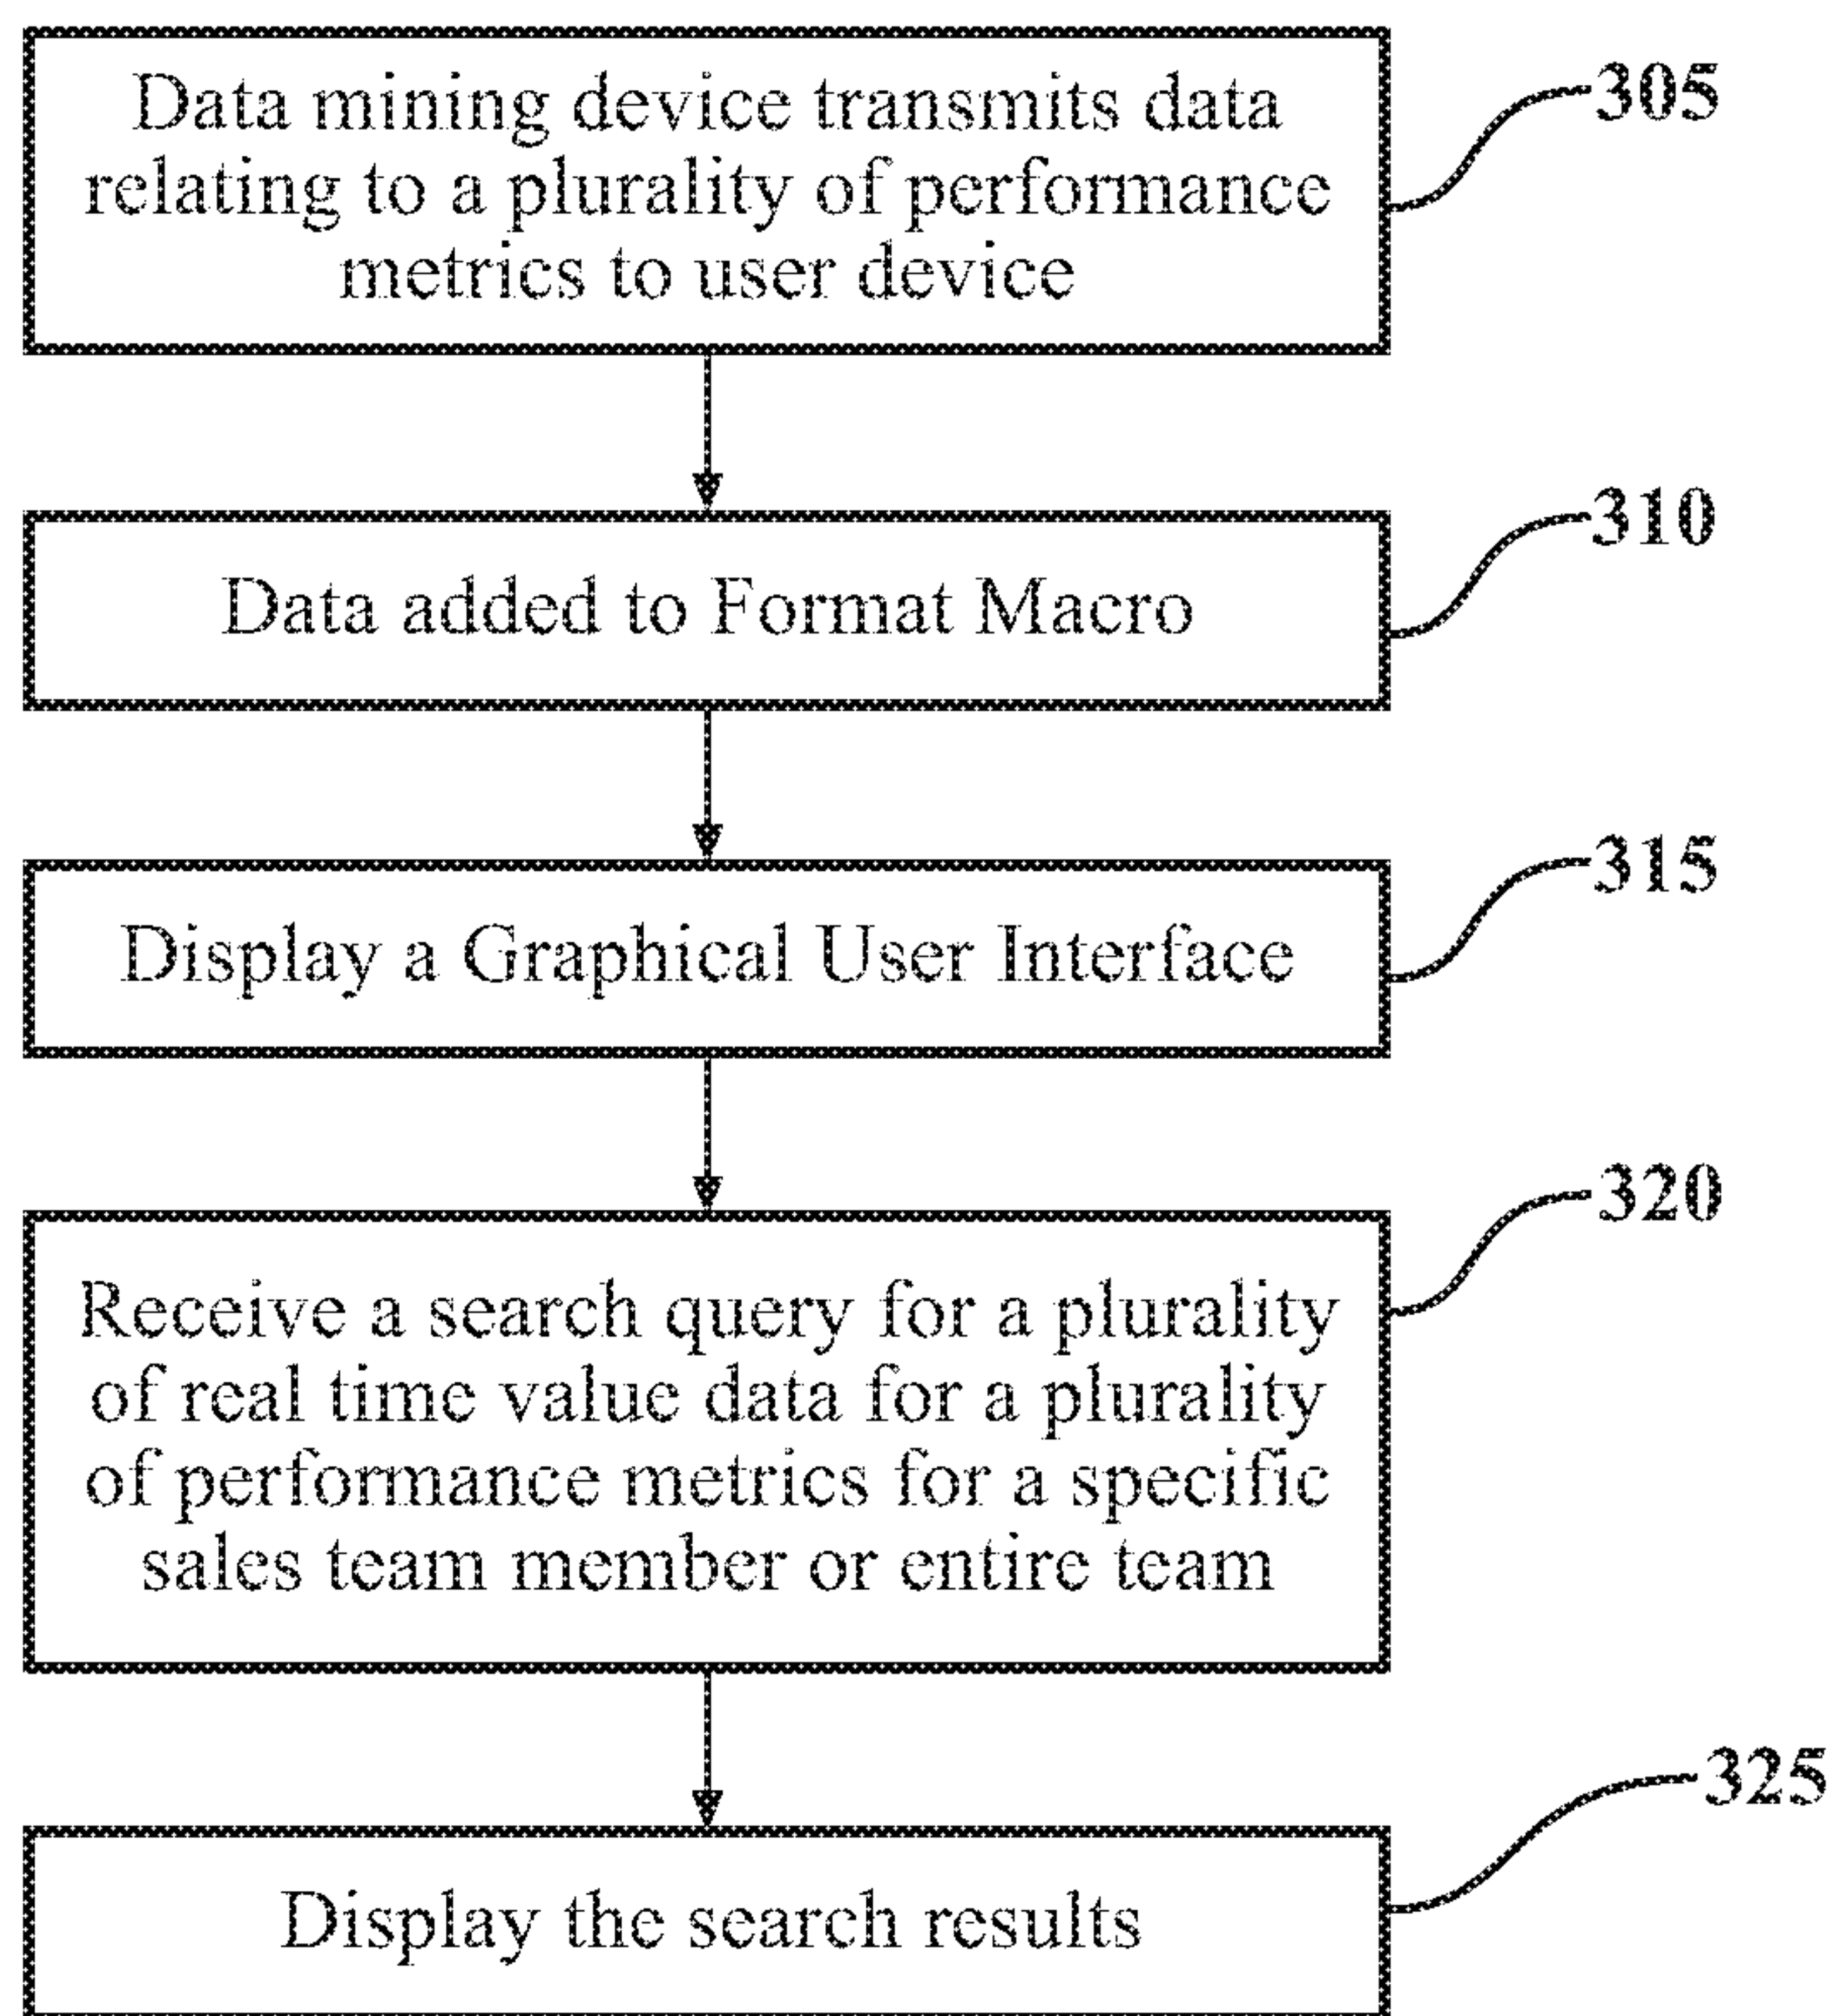 Data mining device transmits data
relating to a plurality of performance
metrics to user device
305
Data added to Format Macro
310
Display a Graphical User Interface
315
Receive a search query for a plurality
of real time value data for a plurality
of performance metrics for a specific
sales team member or entire team
320
Display the search results
325